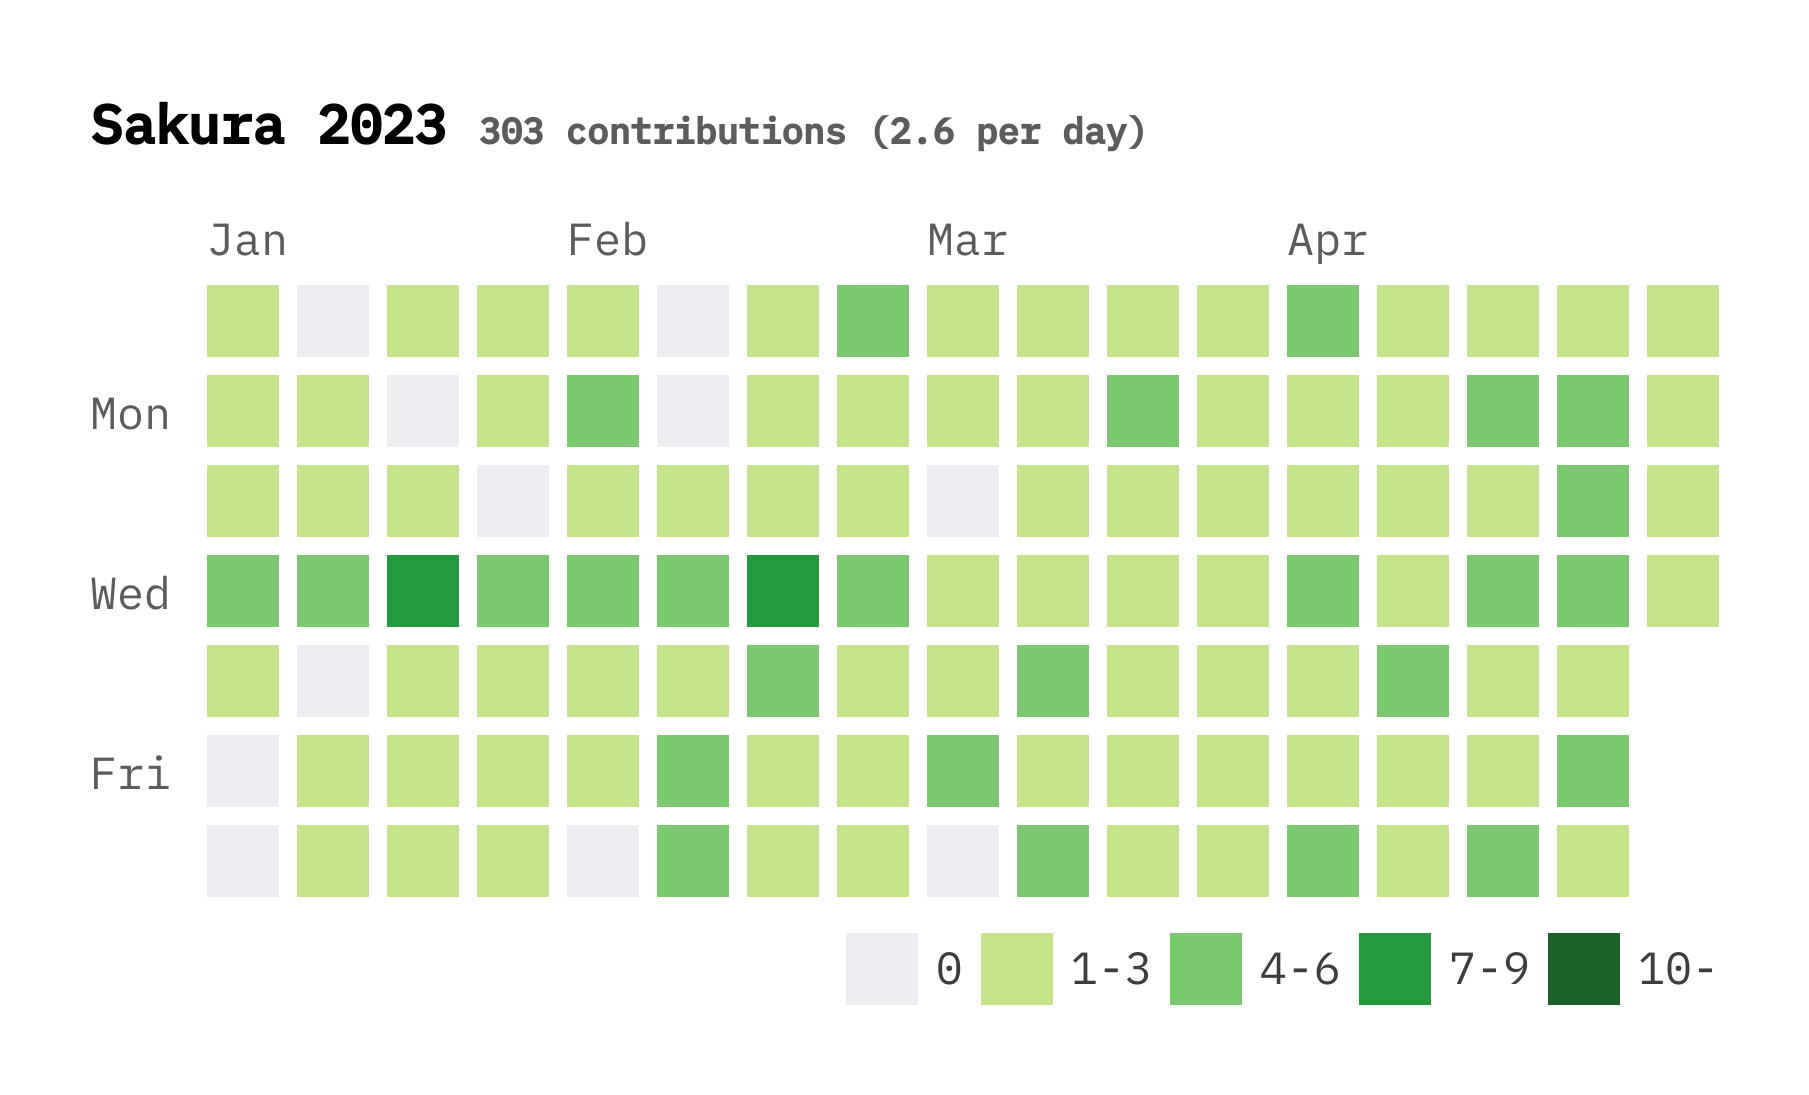 Sakura 2023 303 contributions (2.6 per day)
Jan Feb Mar Apr
Mon
Wed
Fri
0 1-3 4-6 7-9 10-